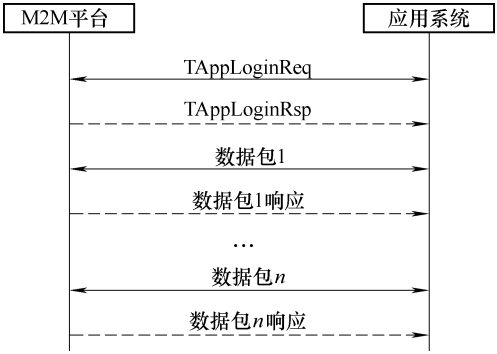 M2M平台
应用系统
TAppLoginReq
TAppLoginRsp
数据包1
数据包1响应
…
数据包n
数据包n响应